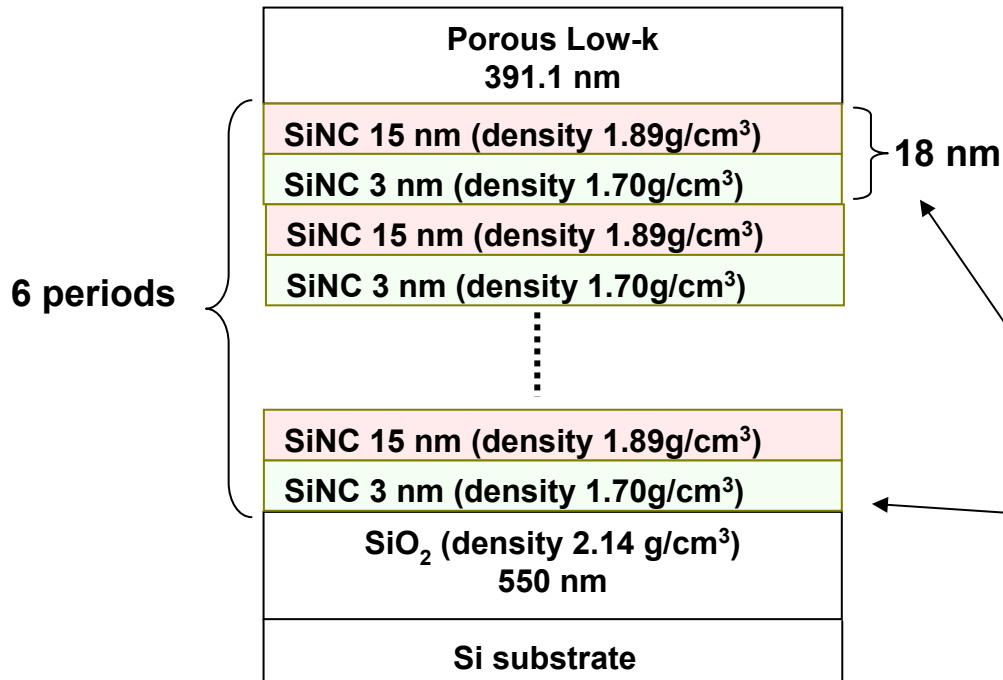 Porous Low-k
391.1 nm
SiNC 15 nm (density 1.89g/cm³)
SiNC 3 nm (density 1.70g/cm³)
18 nm
SiNC 15 nm (density 1.89g/cm³)
SiNC 3 nm (density 1.70g/cm³)
6 periods
SiNC 15 nm (density 1.89g/cm³)
SiNC 3 nm (density 1.70g/cm³)
SiO₂ (density 2.14 g/cm³)
550 nm
Si substrate